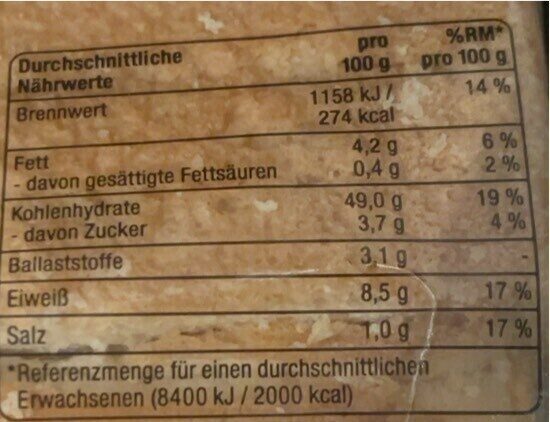 Durchschnittliche pro %RM*
Nährwerte 100 g pro 100 g
Brennwert 1158 kJ / 14 %
274 kcal
Fett 4,2 g 6 %
- davon gesättigte Fettsäuren 0,4 g 2 %
Kohlenhydrate 49,0 g 19 %
- davon Zucker 3,7 g 4 %
Ballaststoffe 3,1 g -
Eiweiß 8,5 g 17 %
Salz 1,0 g 17 %
*Referenzmenge für einen durchschnittlichen
Erwachsenen (8400 kJ / 2000 kcal)